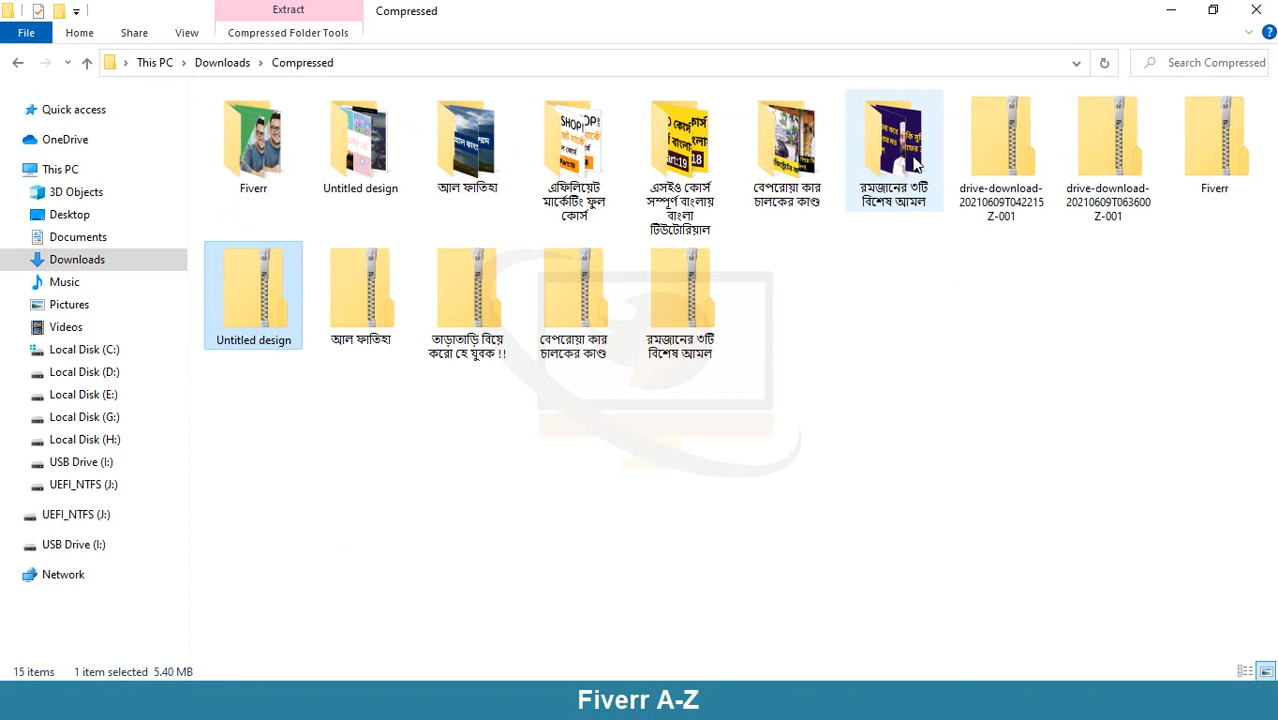 Extract
Compressed
File
Home
Share
View
Compressed Folder Tools
This PC
Downloads
Compressed
Search Compressed
Quick access
OneDrive
This PC
3D Objects
Desktop
Documents
Downloads
Music
Pictures
Videos
Local Disk (C:)
Local Disk (D:)
Local Disk (E:)
Local Disk (G:)
Local Disk (H:)
USB Drive (I:)
UEFI_NTFS (J:)
UEFI_NTFS (J:)
USB Drive (I:)
Network
Fiverr
Untitled design
আল ফাতিহা
এফিলিয়েট
মার্কেটিং ফুল
কোর্স
এসইও কোর্স
সম্পূর্ণ বাংলায়
বাংলা
টিউটোরিয়াল
বেপরোয়া কার
চালকের কাণ্ড
রমজানের ৩টি
বিশেষ আমল
drive-download-
20210609T042215
Z-001
drive-download-
20210609T063600
Z-001
Fiverr
Untitled design
আল ফাতিহা
তাড়াতাড়ি বিয়ে
করো হে যুবক !!
বেপরোয়া কার
চালকের কাণ্ড
রমজানের ৩টি
বিশেষ আমল
15 items
1 item selected 5.40 MB
Fiverr A-Z